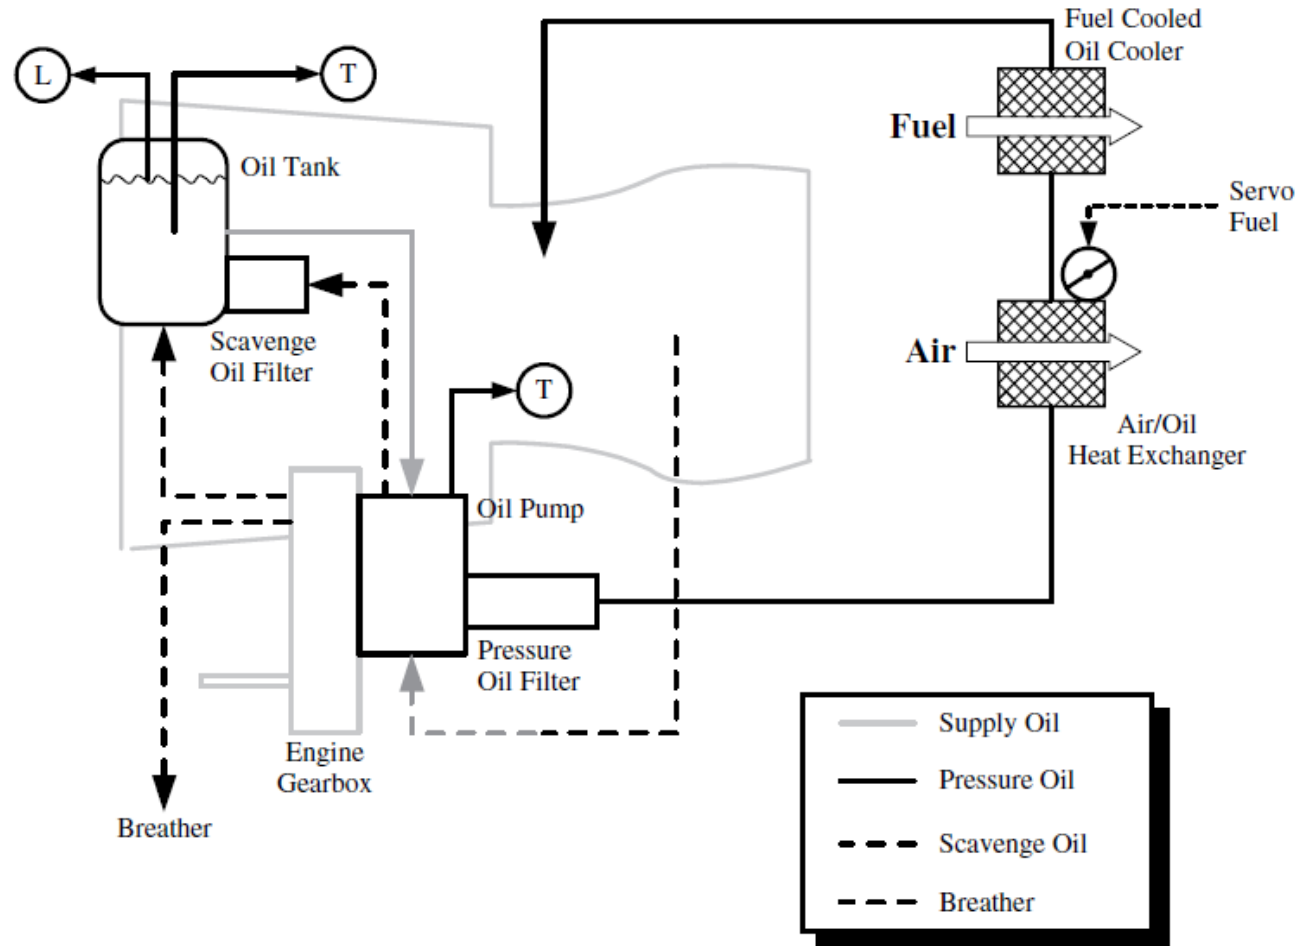 Fuel Cooled
Oil Cooler
L
T
Fuel
Oil Tank
Servo
Fuel
Scavenge
Oil Filter
Air
T
Air/Oil
Heat Exchanger
Oil Pump
Pressure
Oil Filter
Engine
Gearbox
Breather
Supply Oil
Pressure Oil
Scavenge Oil
Breather